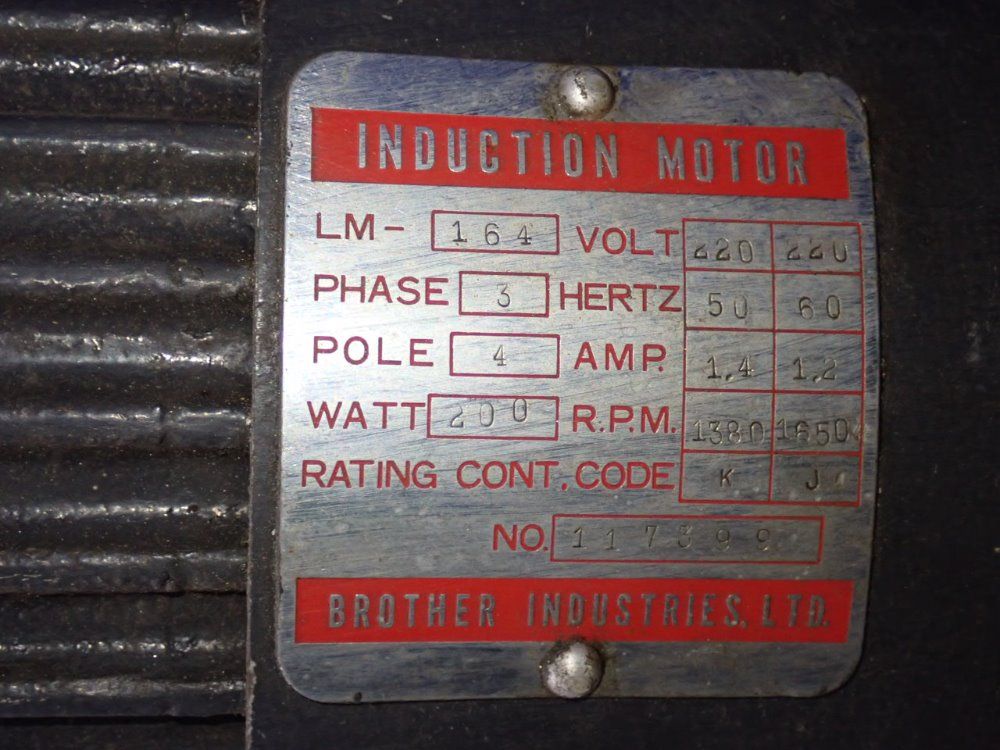 INDUCTION MOTOR
LM- 164 VOLT 220 220
PHASE 3 HERTZ 50 60
POLE 4 AMP. 1.4 1.2
WATT 200 R.P.M. 1380 1650
RATING CONT. CODE K J
NO. 117399
BROTHER INDUSTRIES, LTD.